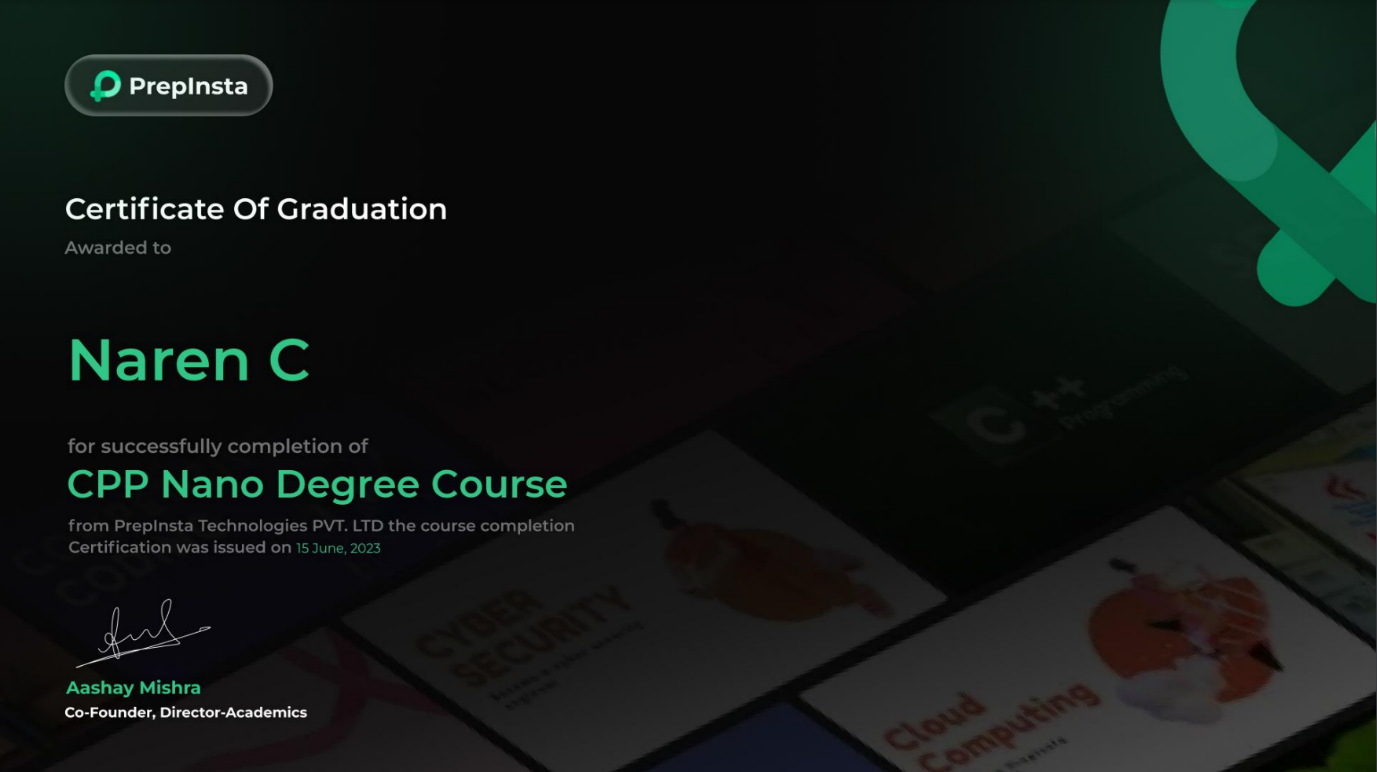 PrepInsta
Certificate Of Graduation
Awarded to
Naren C
for successfully completion of
CPP Nano Degree Course
from PrepInsta Technologies PVT. LTD the course completion
Certification was issued on 15 June, 2023
Aashay Mishra
Co-Founder, Director-Academics
C++
Programming
CYBER
SECURITY
Cloud
Computing